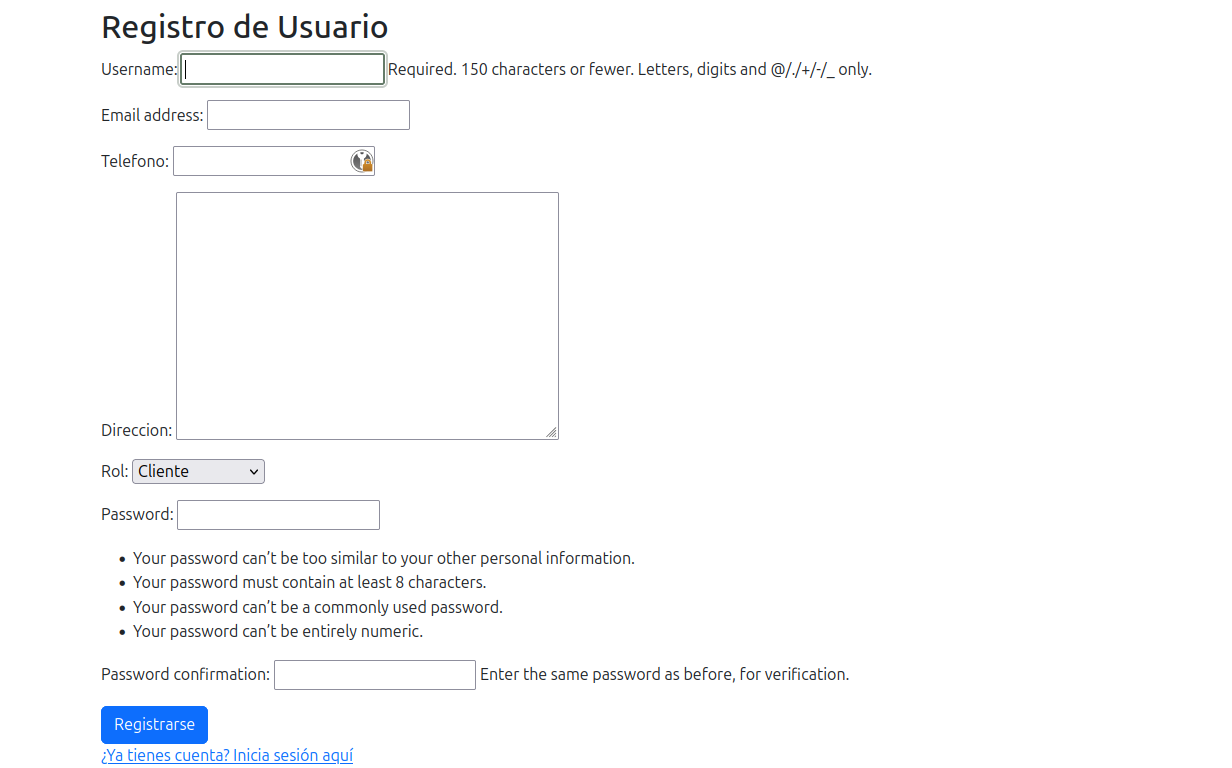 Registro de Usuario
Username: Required. 150 characters or fewer. Letters, digits and @/./+/-/_ only.
Email address:
Telefono:
Direccion:
Rol: Cliente
Password:
• Your password can’t be too similar to your other personal information.
• Your password must contain at least 8 characters.
• Your password can’t be a commonly used password.
• Your password can’t be entirely numeric.
Password confirmation: Enter the same password as before, for verification.
Registrarse
¿Ya tienes cuenta? Inicia sesión aquí